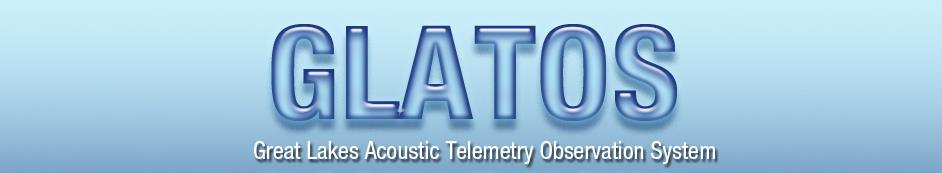 GLATOS
Great Lakes Acoustic Telemetry Observation System